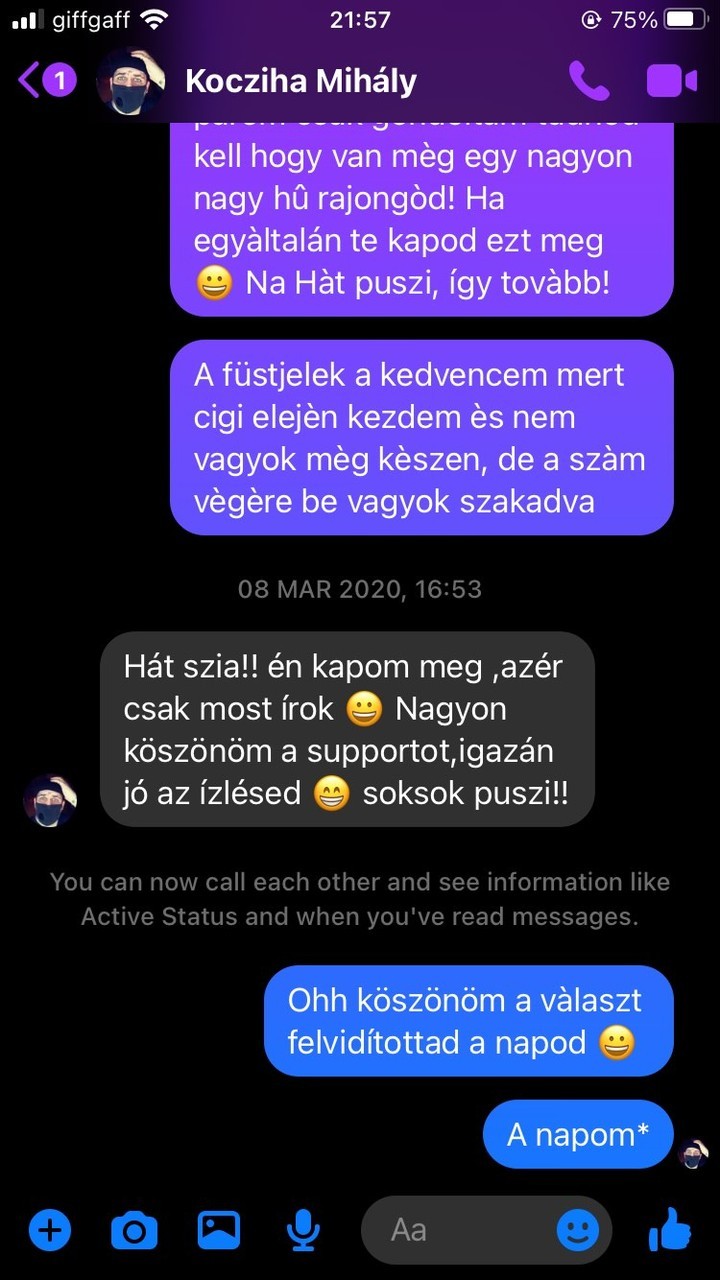 giffgaff 21:57 75%
1 Kocziha Mihály
kell hogy van mèg egy nagyon
nagy hû rajongòd! Ha
egyàltalán te kapod ezt meg
😀 Na Hàt puszi, így tovàbb!
A füstjelek a kedvencem mert
cigi elejèn kezdem ès nem
vagyok mèg kèszen, de a szàm
vègère be vagyok szakadva
08 MAR 2020, 16:53
Hát szia!! én kapom meg ,azér
csak most írok 😀 Nagyon
köszönöm a supportot,igazán
jó az ízlésed 😁 soksok puszi!!
You can now call each other and see information like
Active Status and when you've read messages.
Ohh köszönöm a vàlaszt
felvidítottad a napod 😀
A napom*
Aa